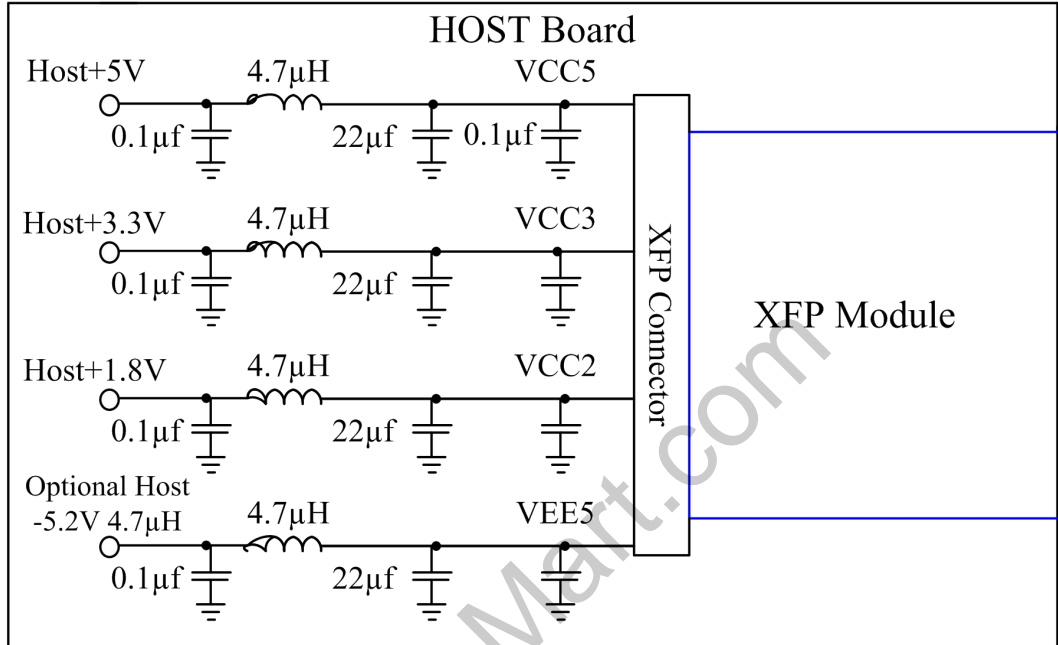 HOST Board
Host+5V 4.7µH VCC5
0.1µf 22µf 0.1µf
Host+3.3V 4.7µH VCC3
0.1µf 22µf
XFP Connector
XFP Module
Host+1.8V 4.7µH VCC2
0.1µf 22µf
Optional Host
-5.2V 4.7µH 4.7µH VEE5
0.1µf 22µf
Mart.com